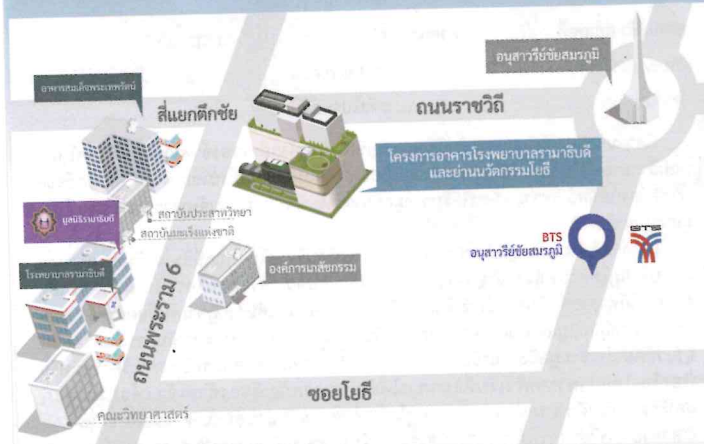 อนุสาวรีย์ชัยสมรภูมิ
อาคารสมเด็จพระเทพรัตน์
สี่แยกตึกชัย
ถนนราชวิถี
โครงการอาคารโรงพยาบาลรามาธิบดี
และย่านนวัตกรรมโยธี
มูลนิธิรามาธิบดี
สถาบันประสาทวิทยา
สถาบันมะเร็งแห่งชาติ
BTS
อนุสาวรีย์ชัยสมรภูมิ
BTS
โรงพยาบาลรามาธิบดี
องค์การเภสัชกรรม
ถนนพระราม 6
ซอยโยธี
คณะวิทยาศาสตร์